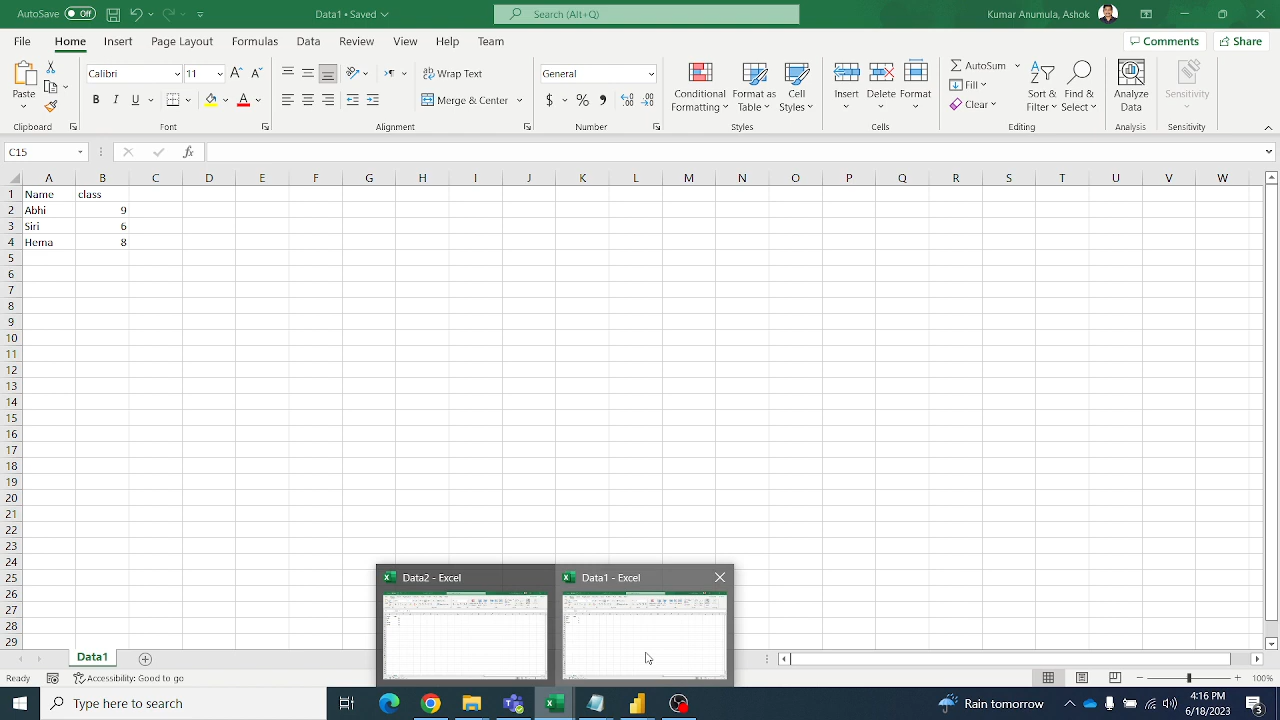 AutoSave Off Data1 • Saved Search (Alt+Q) Kumar Anumula, Ashok
File Home Insert Page Layout Formulas Data Review View Help Team Comments Share
Paste Calibri 11 Wrap Text General Conditional Formatting Format as Table Cell Styles Insert Delete Format AutoSum Sort & Filter Find & Select Analyze Data Sensitivity
B I U A Merge & Center $ % , Fill
Clear
Clipboard Font Alignment Number Styles Cells Editing Analysis Sensitivity
C15 fx
A B C D E F G H I J K L M N O P Q R S T U V W
1 Name class
2 Abhi 9
3 Siri 6
4 Hema 8
5
6
7
8
9
10
11
12
13
14
15
16
17
18
19
20
21
22
23
24
25 Data2 - Excel Data1 - Excel
26
27
28
29
Data1
Ready Accessibility: Good to go 100%
Type here to search Rain tomorrow 4:16 PM
6/18/2023